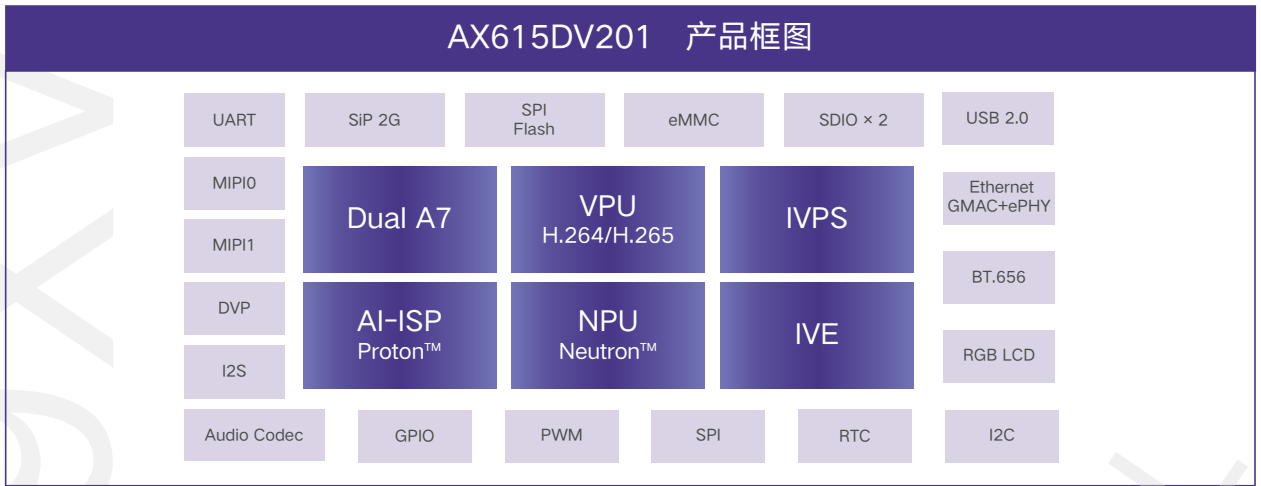 AX615DV201 产品框图
UART
SiP 2G
SPI
Flash
eMMC
SDIO × 2
USB 2.0
MIPI0
MIPI1
DVP
I2S
Dual A7
VPU
H.264/H.265
IVPS
AI-ISP
Proton™
NPU
Neutron™
IVE
Ethernet
GMAC+ePHY
BT.656
RGB LCD
Audio Codec
GPIO
PWM
SPI
RTC
I2C